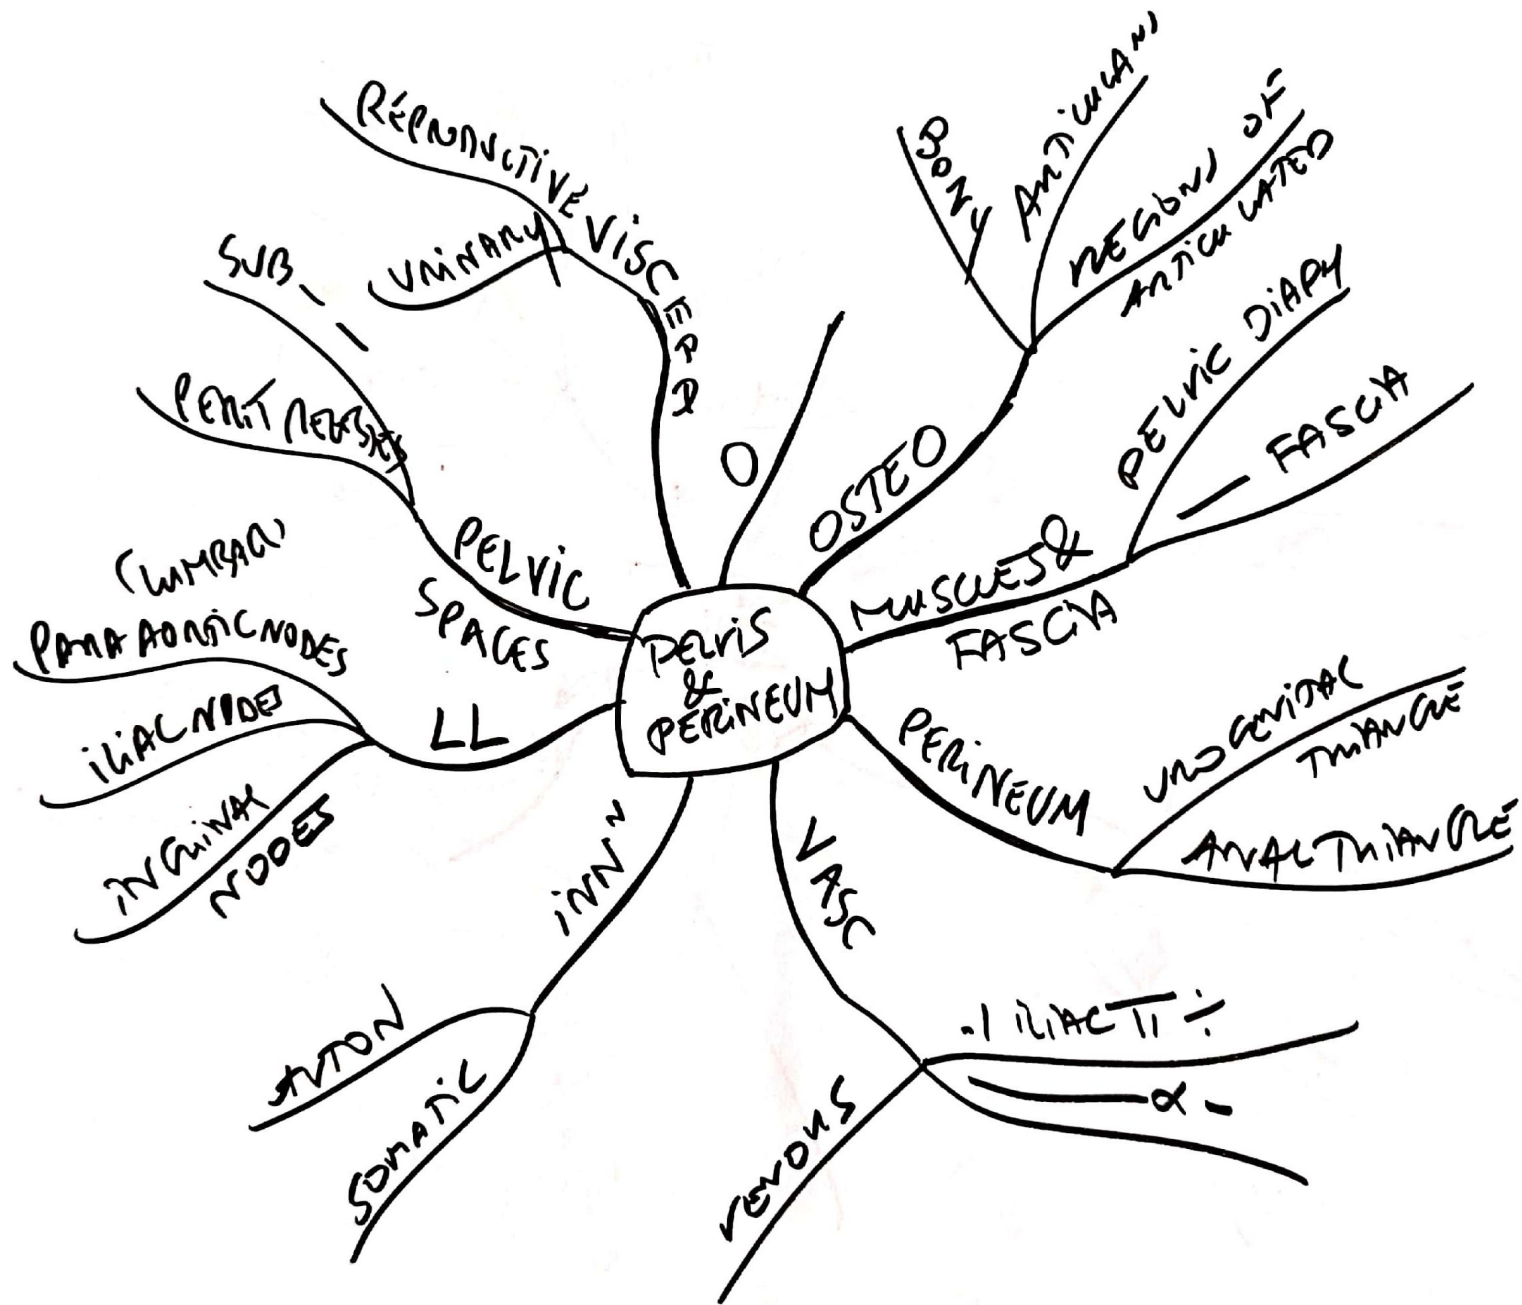 PELVIS
&
PERINEUM
O
OSTEO
BONY
ARTICULAR
REGIONS OF
ARTICULATED
MUSCLES &
FASCIA
PELVIC DIAPH
— FASCIA
PERINEUM
UROGENITAL
TRIANGLE
ANAL TRIANGLE
VASC
ILIAC
— α -
VENOUS
INN N
AUTON
SOMATIC
LL
(LUMBAR)
PARA AORTIC NODES
ILIAC NODES
INGUINAL
NODES
PELVIC
SPACES
SUB - -
PERIT RECESSES
VISCERA
REPRODUCTIVE
URINARY